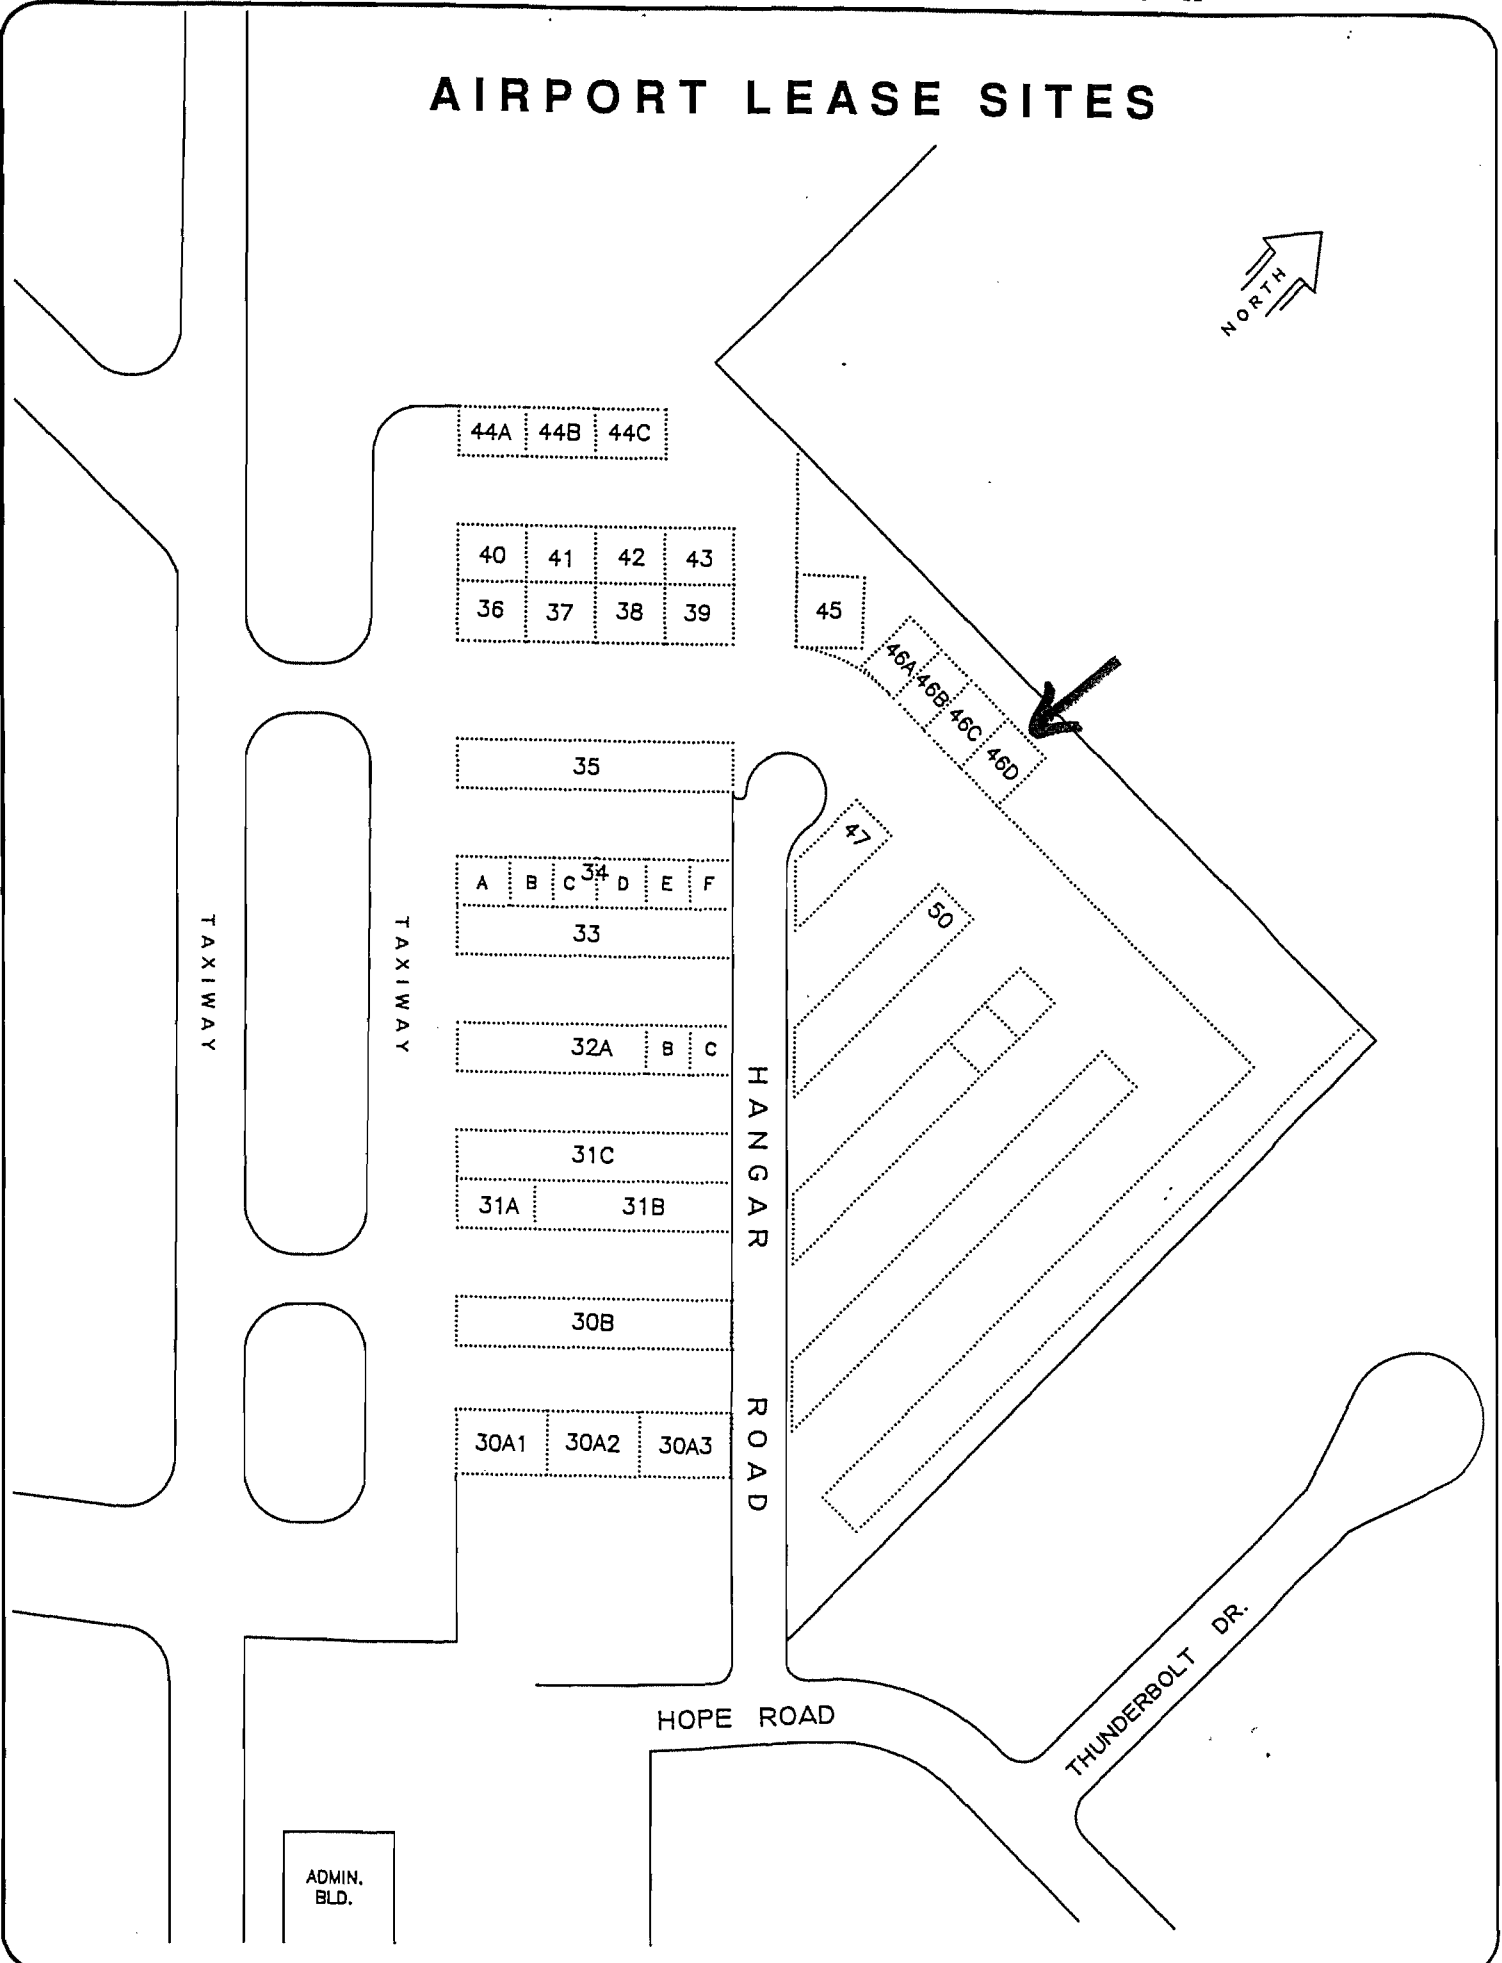 AIRPORT LEASE SITES
NORTH
44A 44B 44C
40 41 42 43
36 37 38 39
45
46A
46B
46C
46D
35
47
34
A B C D E F
33
50
TAXIWAY
TAXIWAY
32A B C
31C
31A 31B
HANGAR ROAD
30B
30A1 30A2 30A3
THUNDERBOLT DR.
HOPE ROAD
ADMIN.
BLD.